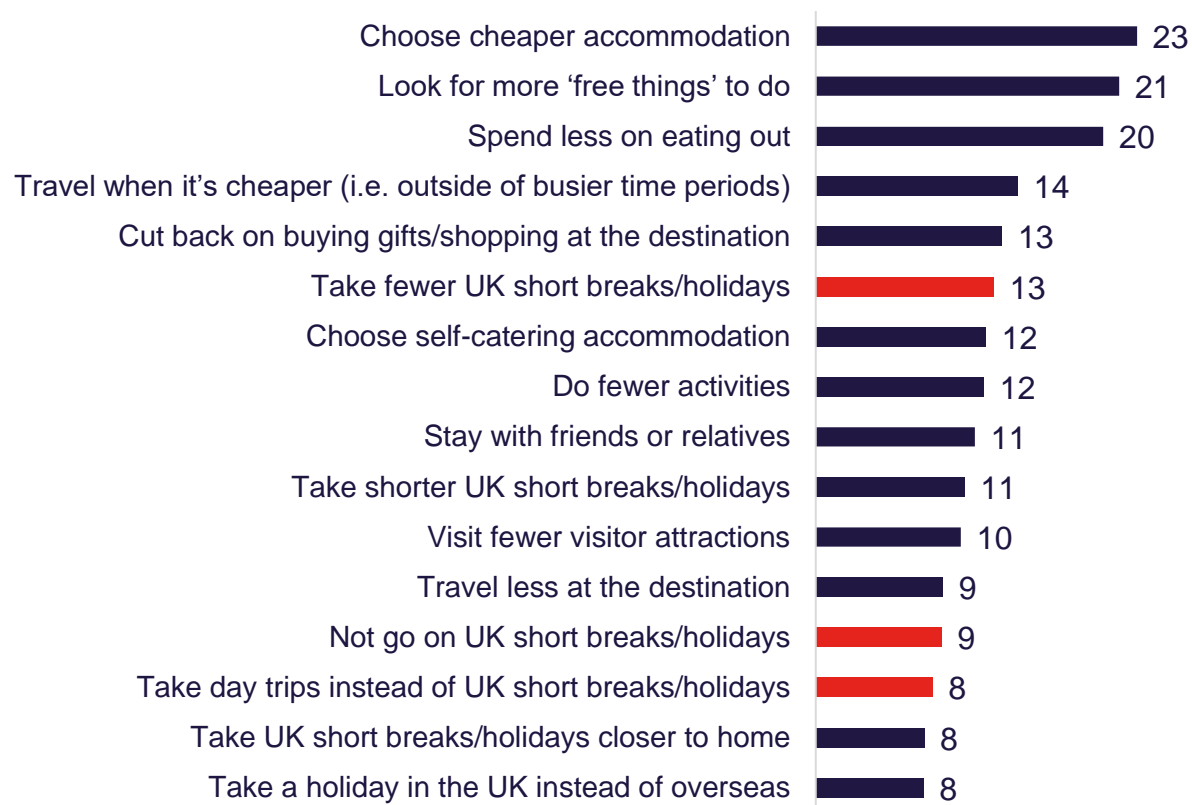 Choose cheaper accommodation 23
Look for more ‘free things’ to do 21
Spend less on eating out 20
Travel when it’s cheaper (i.e. outside of busier time periods) 14
Cut back on buying gifts/shopping at the destination 13
Take fewer UK short breaks/holidays 13
Choose self-catering accommodation 12
Do fewer activities 12
Stay with friends or relatives 11
Take shorter UK short breaks/holidays 11
Visit fewer visitor attractions 10
Travel less at the destination 9
Not go on UK short breaks/holidays 9
Take day trips instead of UK short breaks/holidays 8
Take UK short breaks/holidays closer to home 8
Take a holiday in the UK instead of overseas 8